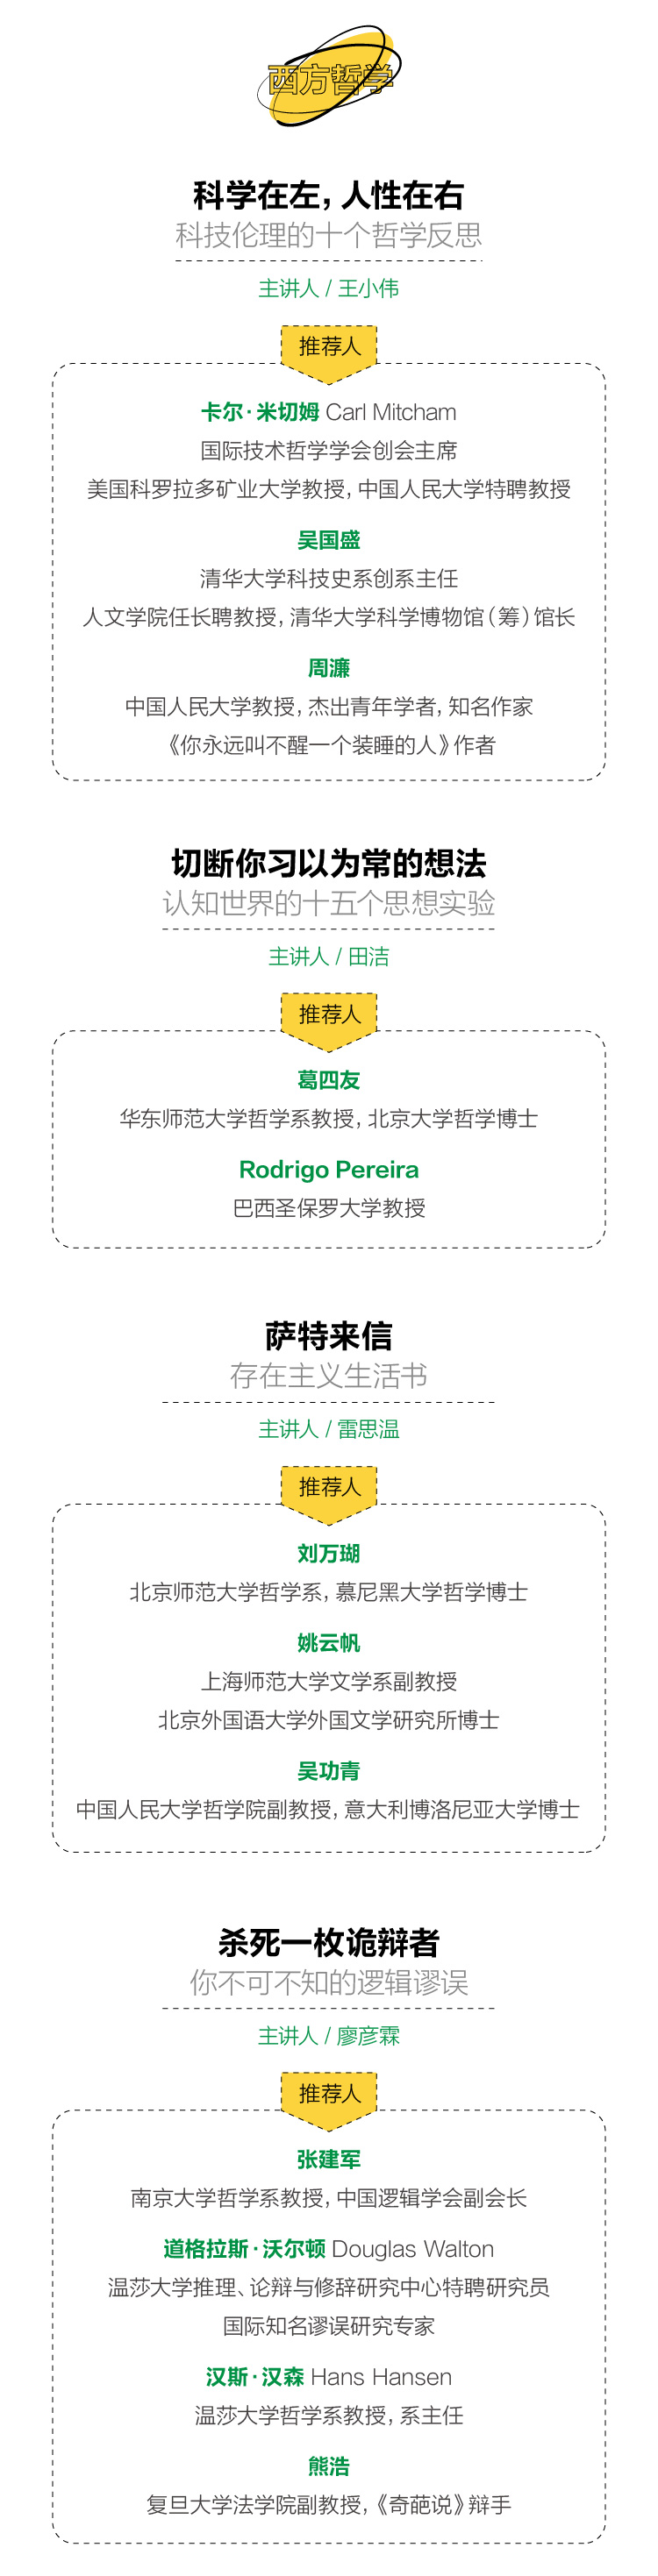 西方哲学
科学在左，人性在右
科技伦理的十个哲学反思
主讲人 / 王小伟
推荐人
卡尔·米切姆 Carl Mitcham
国际技术哲学学会创会主席
美国科罗拉多矿业大学教授，中国人民大学特聘教授
吴国盛
清华大学科技史系创系主任
人文学院任长聘教授，清华大学科学博物馆（筹）馆长
周濂
中国人民大学教授，杰出青年学者，知名作家
《你永远叫不醒一个装睡的人》作者
切断你习以为常的想法
认知世界的十五个思想实验
主讲人 / 田洁
推荐人
葛四友
华东师范大学哲学系教授，北京大学哲学博士
Rodrigo Pereira
巴西圣保罗大学教授
萨特来信
存在主义生活书
主讲人 / 雷思温
推荐人
刘万瑚
北京师范大学哲学系，慕尼黑大学哲学博士
姚云帆
上海师范大学文学系副教授
北京外国语大学外国文学研究所博士
吴功青
中国人民大学哲学院副教授，意大利博洛尼亚大学博士
杀死一枚诡辩者
你不可不知的逻辑谬误
主讲人 / 廖彦霖
推荐人
张建军
南京大学哲学系教授，中国逻辑学会副会长
道格拉斯·沃尔顿 Douglas Walton
温莎大学推理、论辩与修辞研究中心特聘研究员
国际知名谬误研究专家
汉斯·汉森 Hans Hansen
温莎大学哲学系教授，系主任
熊浩
复旦大学法学院副教授，《奇葩说》辩手